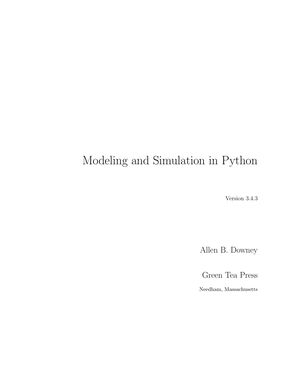 Modeling and Simulation in Python
Version 3.4.3
Allen B. Downey
Green Tea Press
Needham, Massachusetts